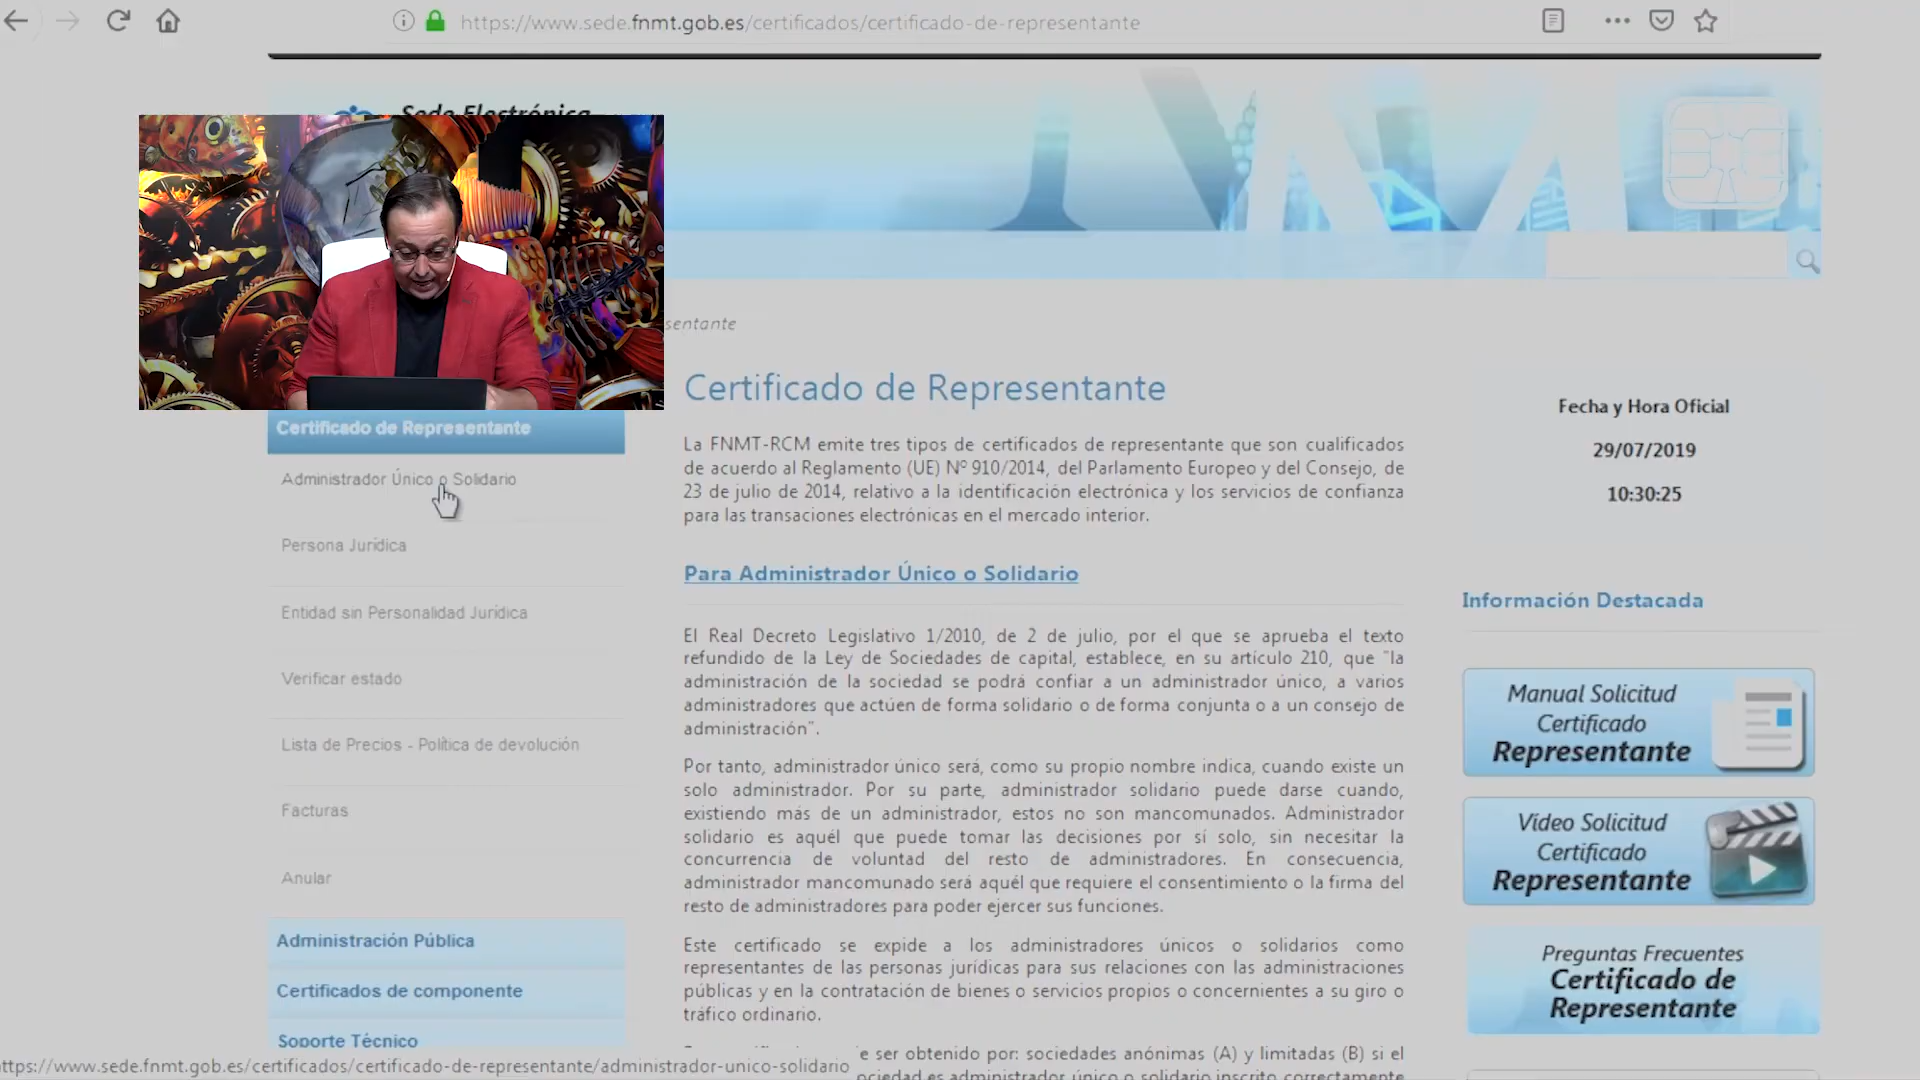 https://www.sede.fnmt.gob.es/certificados/certificado-de-representante
Sede Electrónica
sentante
Certificado de Representante
Administrador Único o Solidario
Persona Jurídica
Entidad sin Personalidad Jurídica
Verificar estado
Lista de Precios - Política de devolución
Facturas
Anular
Administración Pública
Certificados de componente
Soporte Técnico
Certificado de Representante
La FNMT-RCM emite tres tipos de certificados de representante que son cualificados
de acuerdo al Reglamento (UE) Nº 910/2014, del Parlamento Europeo y del Consejo, de
23 de julio de 2014, relativo a la identificación electrónica y los servicios de confianza
para las transaciones electrónicas en el mercado interior.
Para Administrador Único o Solidario
El Real Decreto Legislativo 1/2010, de 2 de julio, por el que se aprueba el texto
refundido de la Ley de Sociedades de capital, establece, en su artículo 210, que "la
administración de la sociedad se podrá confiar a un administrador único, a varios
administradores que actúen de forma solidaria o de forma conjunta o a un consejo de
administración".
Por tanto, administrador único será, como su propio nombre indica, cuando existe un
solo administrador. Por su parte, administrador solidario puede darse cuando,
existiendo más de un administrador, estos no son mancomunados. Administrador
solidario es aquél que puede tomar las decisiones por sí solo, sin necesitar la
concurrencia de voluntad del resto de administradores. En consecuencia,
administrador mancomunado será aquél que requiere el consentimiento o la firma del
resto de administradores para poder ejercer sus funciones.
Este certificado se expide a los administradores únicos o solidarios como
representantes de las personas jurídicas para sus relaciones con las administraciones
públicas y en la contratación de bienes o servicios propios o concernientes a su giro o
tráfico ordinario.
e ser obtenido por: sociedades anónimas (A) y limitadas (B) si el
ociedad es administrador único o solidario inscrito correctamente
Fecha y Hora Oficial
29/07/2019
10:30:25
Información Destacada
Manual Solicitud
Certificado
Representante
Vídeo Solicitud
Certificado
Representante
Preguntas Frecuentes
Certificado de
Representante
ttps://www.sede.fnmt.gob.es/certificados/certificado-de-representante/administrador-unico-solidario